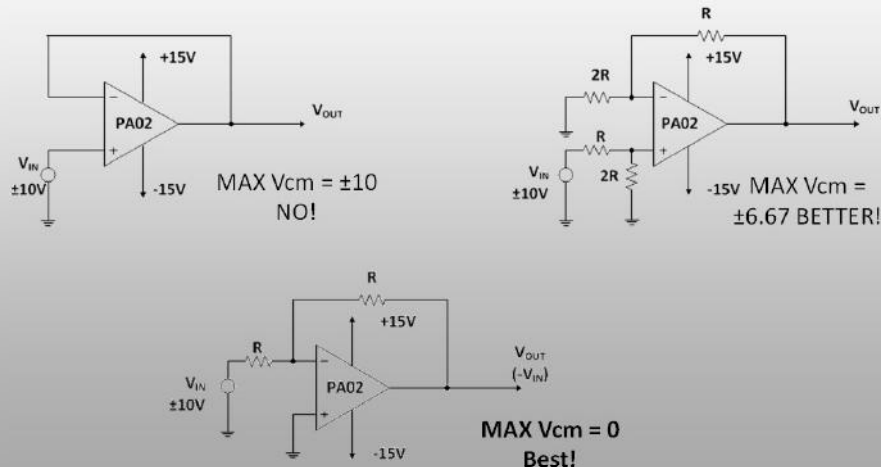 +15V
−
PA02
+
V_OUT
V_IN
±10V
-15V
MAX Vcm = ±10
NO!
R
+15V
2R
−
PA02
+
V_OUT
R
V_IN
±10V
2R
-15V
MAX Vcm =
±6.67 BETTER!
R
+15V
R
−
PA02
+
V_OUT
(-V_IN)
V_IN
±10V
-15V
MAX Vcm = 0
Best!